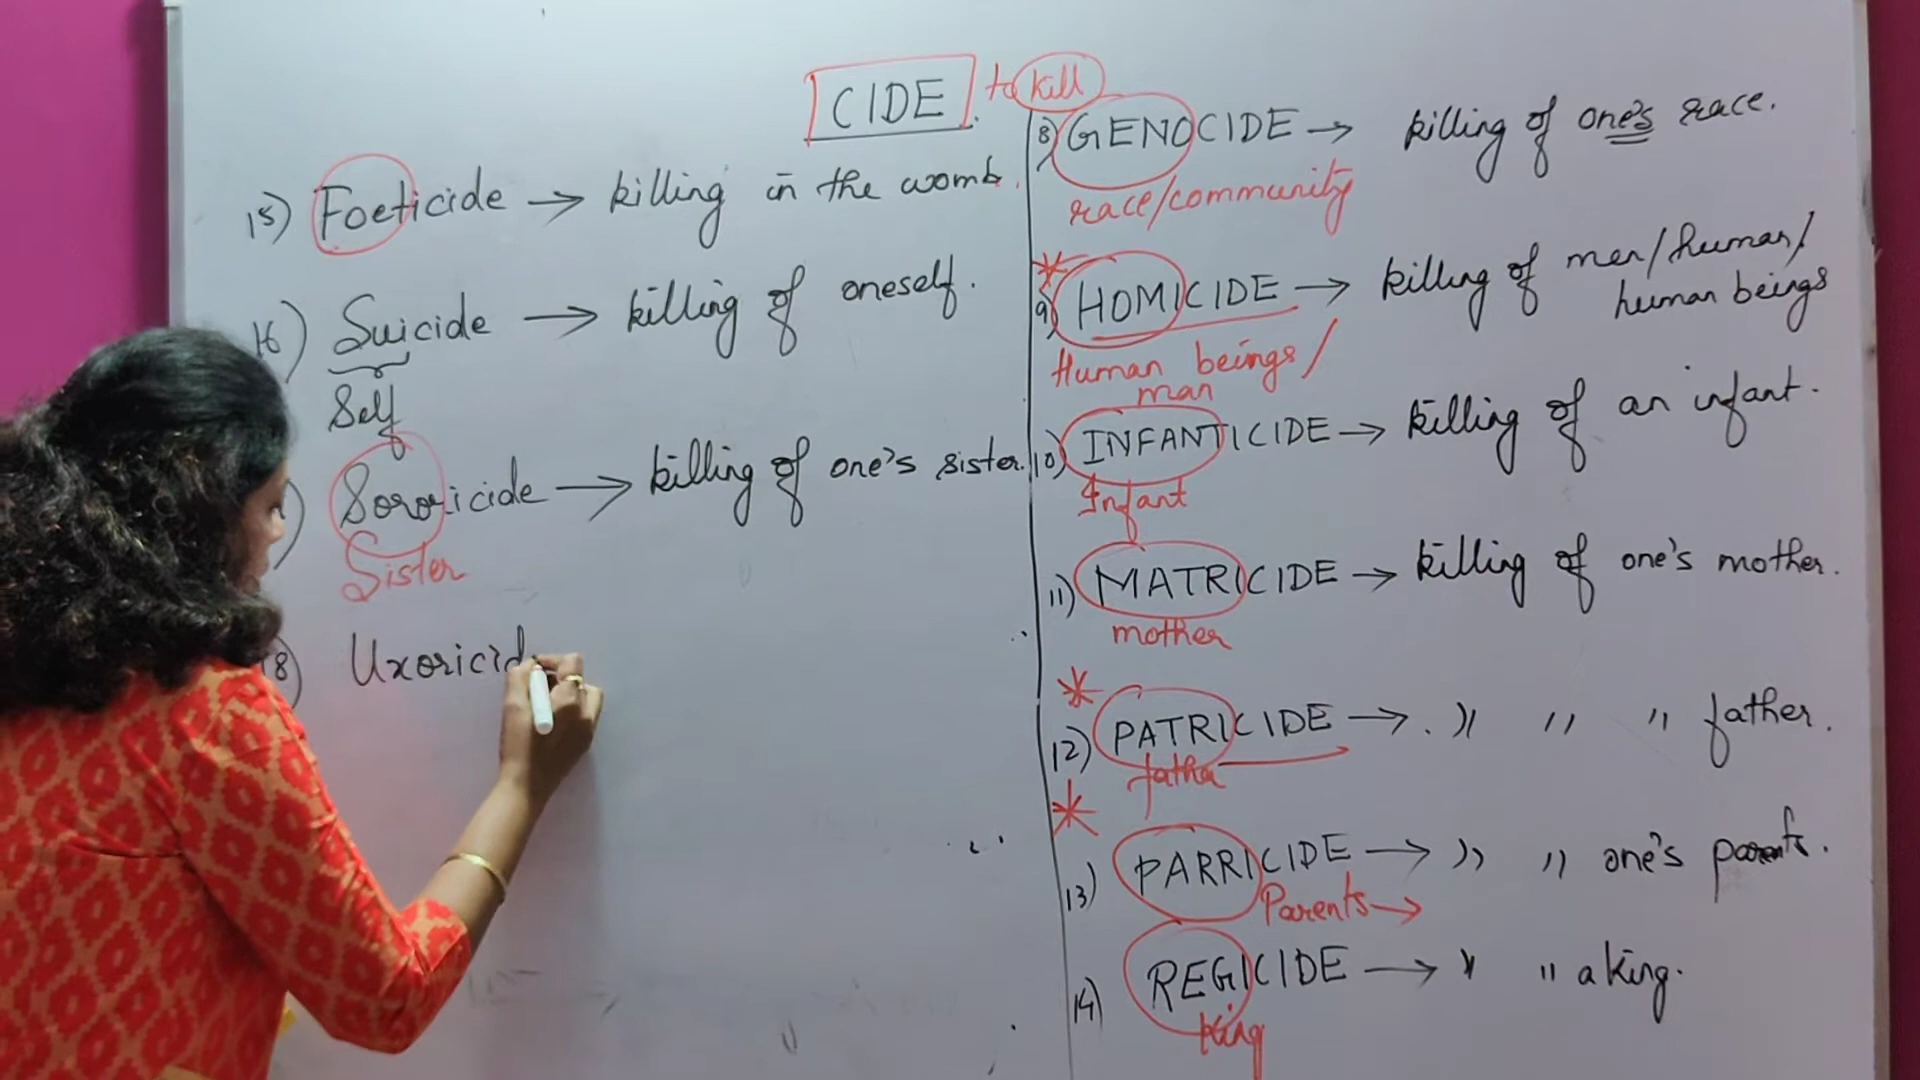 CIDE. to kill
15) Foeticide → killing in the womb.
16) Suicide → killing of oneself.
Self
) Sororicide → killing of one's sister.
Sister
18) Uxoricid
8) GENOCIDE → killing of one's race.
race/community
* 9) HOMICIDE → killing of men/human/
human beings
Human beings/
man
10) INFANTICIDE → killing of an infant.
Infant
11) MATRICIDE → killing of one's mother.
mother
* 12) PATRICIDE → . " " " father.
father
* 13) PARRICIDE → " " one's parents.
Parents →
14) REGICIDE → " " a king.
king